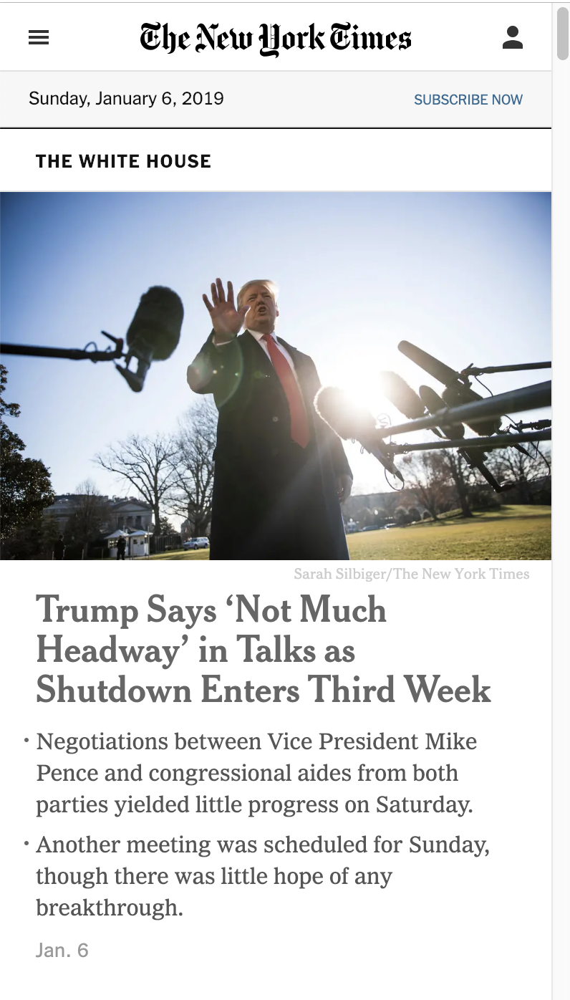 The New York Times
Sunday, January 6, 2019
SUBSCRIBE NOW
THE WHITE HOUSE
Sarah Silbiger/The New York Times
Trump Says ‘Not Much
Headway’ in Talks as
Shutdown Enters Third Week
• Negotiations between Vice President Mike
Pence and congressional aides from both
parties yielded little progress on Saturday.
• Another meeting was scheduled for Sunday,
though there was little hope of any
breakthrough.
Jan. 6